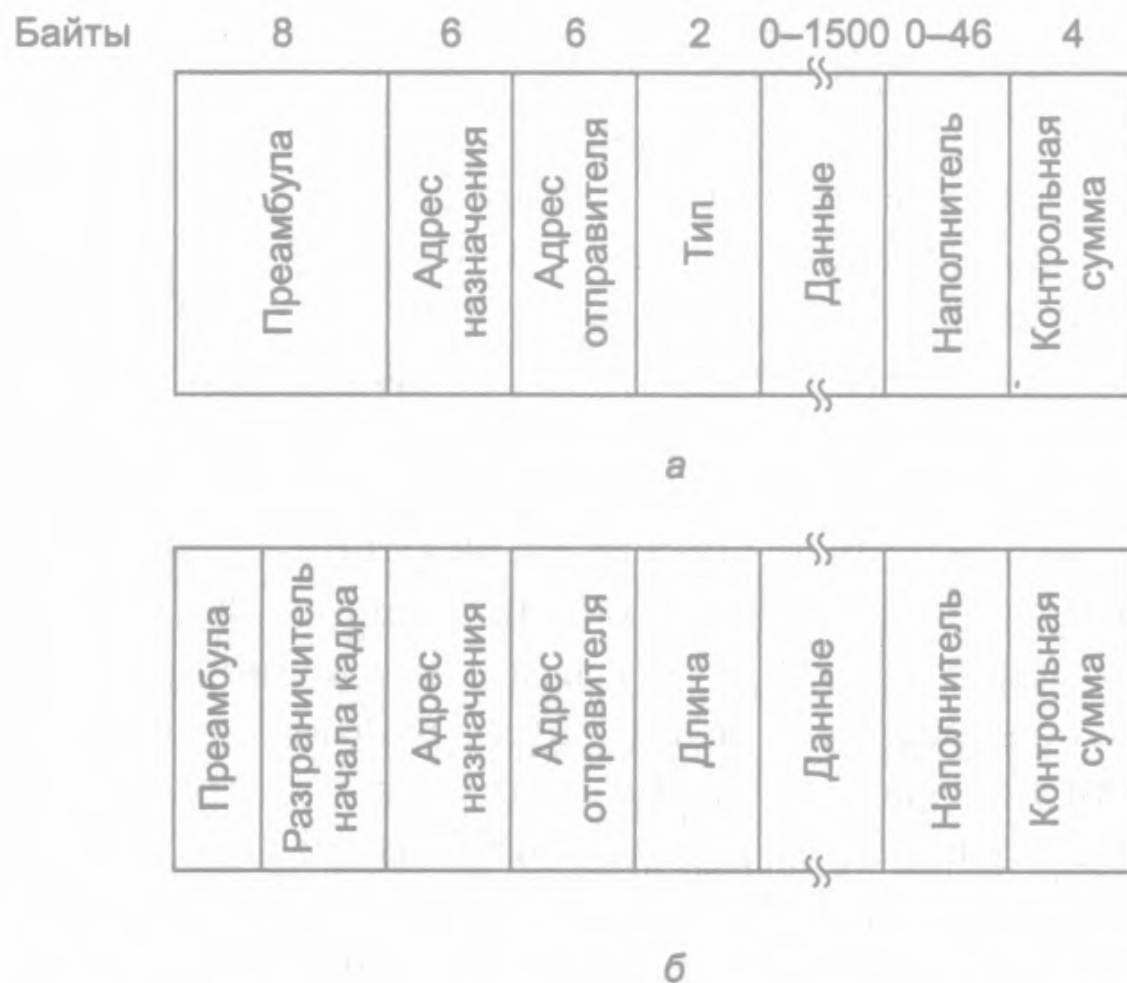 Байты 8 6 6 2 0–1500 0–46 4
Преамбула
Адрес
назначения
Адрес
отправителя
Тип
Данные
Наполнитель
Контрольная
сумма
а
Преамбула
Разграничитель
начала кадра
Адрес
назначения
Адрес
отправителя
Длина
Данные
Наполнитель
Контрольная
сумма
б